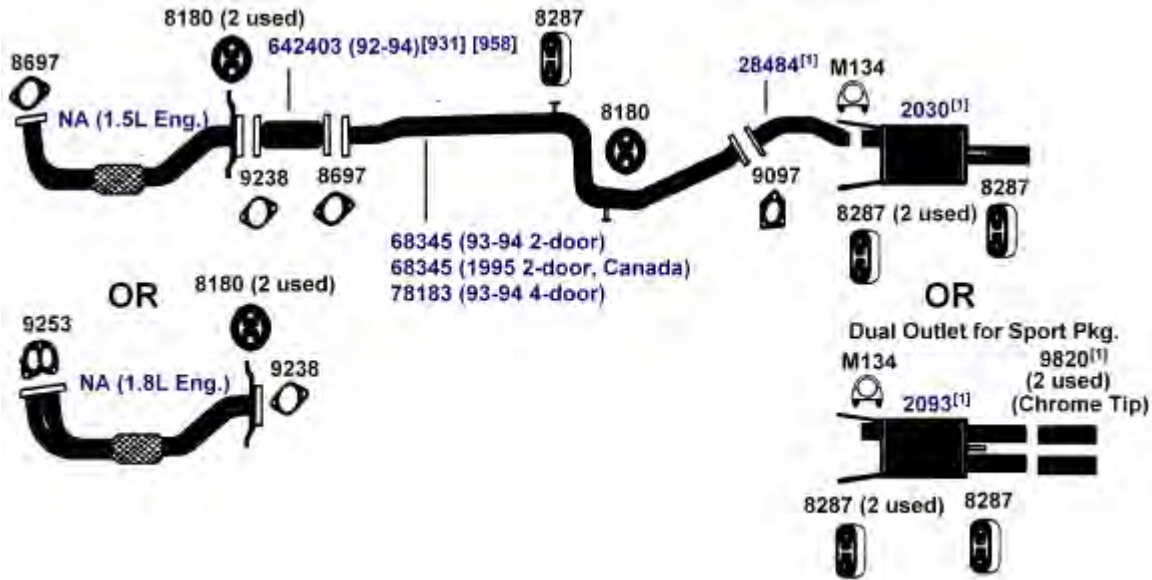 8180 (2 used)
8287
642403 (92-94)[931] [958]
8697
28484[1]
M134
NA (1.5L Eng.)
8180
2030[1]
9238
8697
9097
8287
8287 (2 used)
68345 (93-94 2-door)
68345 (1995 2-door, Canada)
78183 (93-94 4-door)
OR
8180 (2 used)
OR
Dual Outlet for Sport Pkg.
9253
9238
M134
9820[1]
NA (1.8L Eng.)
(2 used)
2093[1]
(Chrome Tip)
8287 (2 used)
8287